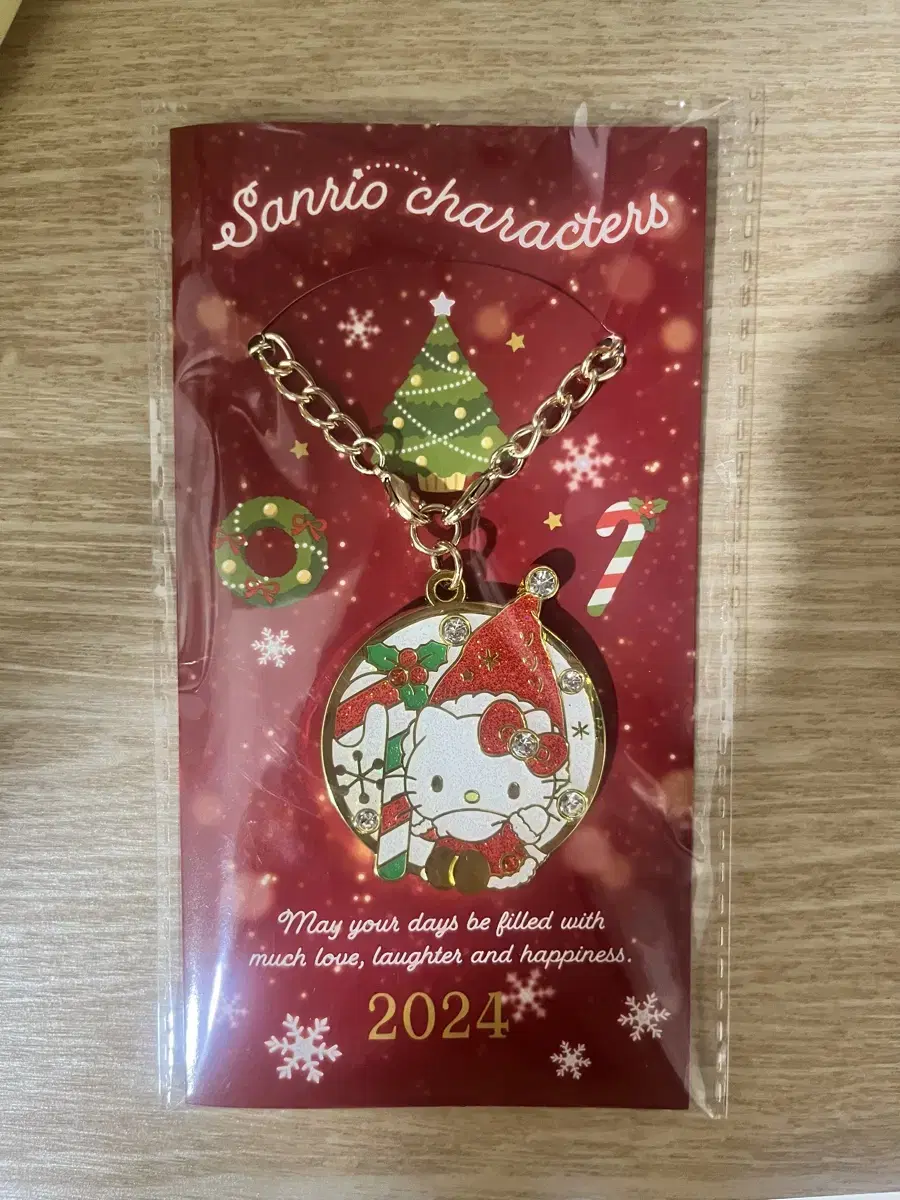 Sanrio characters
May your days be filled with
much love, laughter and happiness.
2024